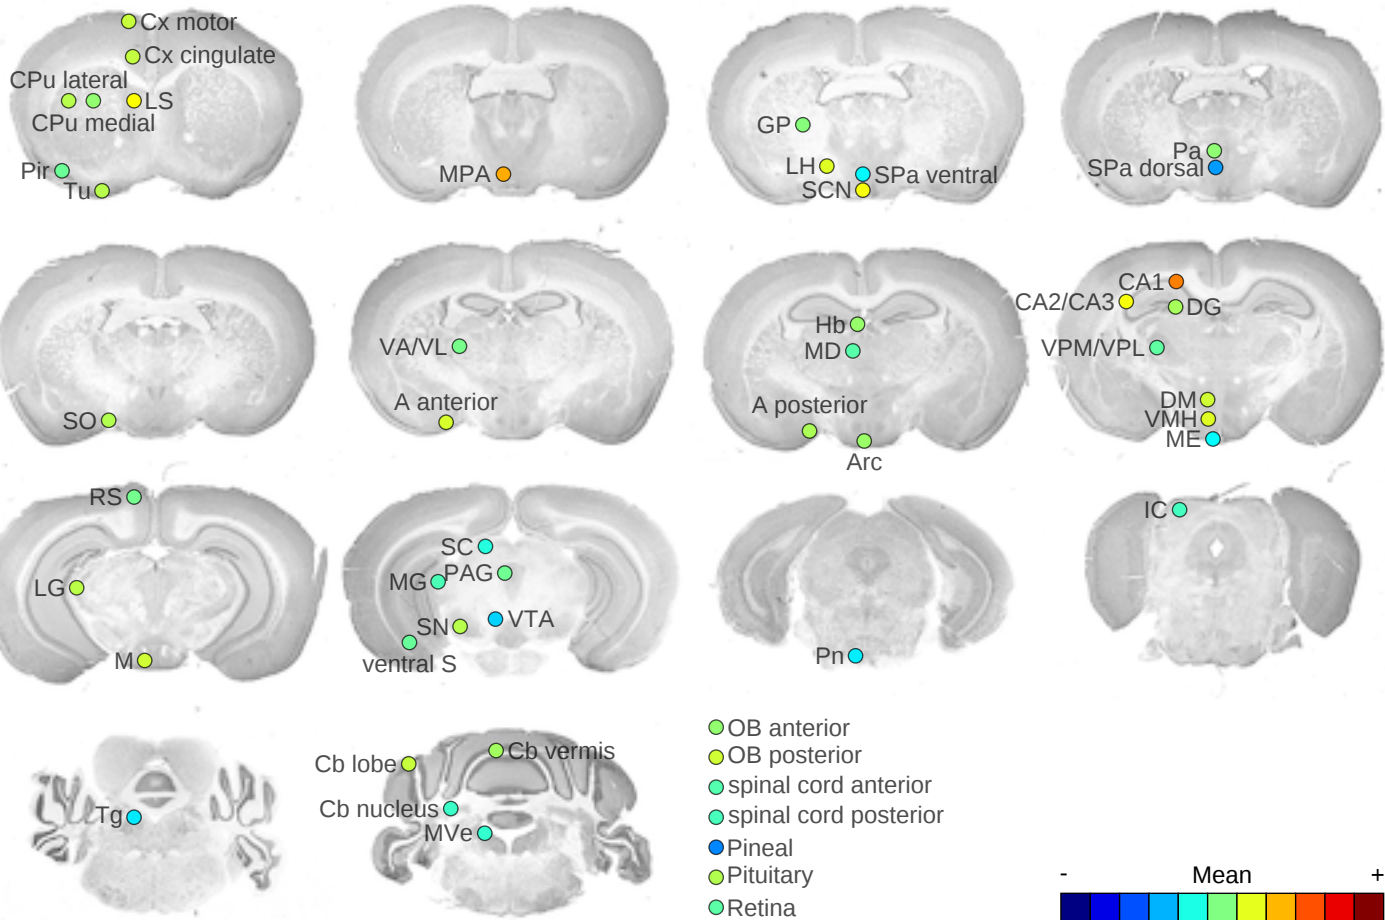 Cx motor
Cx cingulate
CPu lateral
LS
CPu medial
Pir
Tu
MPA
GP
LH
SPa ventral
SCN
Pa
SPa dorsal
SO
VA/VL
A anterior
Hb
MD
A posterior
Arc
CA1
CA2/CA3
DG
VPM/VPL
DM
VMH
ME
RS
LG
M
SC
MG
PAG
SN
VTA
ventral S
Pn
IC
Tg
Cb lobe
Cb vermis
Cb nucleus
MVe
OB anterior
OB posterior
spinal cord anterior
spinal cord posterior
Pineal
Pituitary
Retina
- Mean +